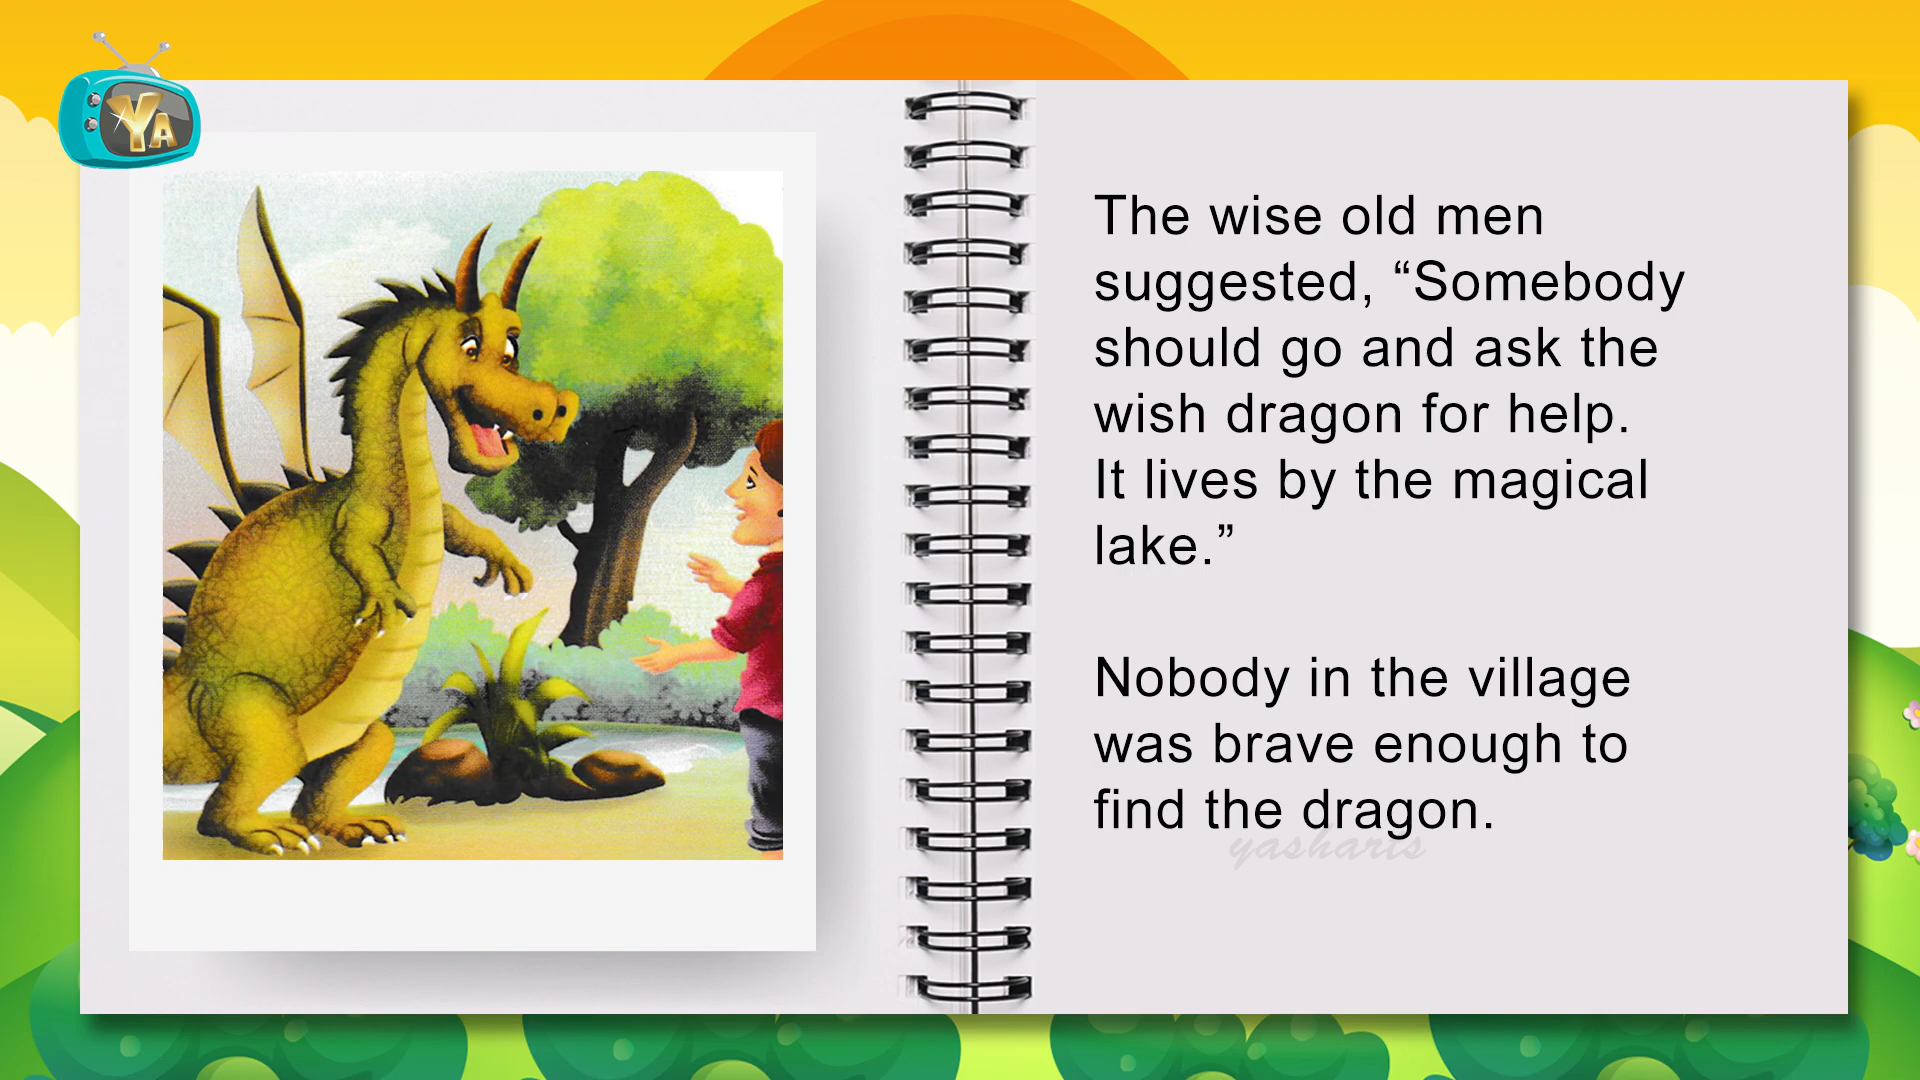 YA
The wise old men
suggested, “Somebody
should go and ask the
wish dragon for help.
It lives by the magical
lake.”
Nobody in the village
was brave enough to
find the dragon.
yasharts